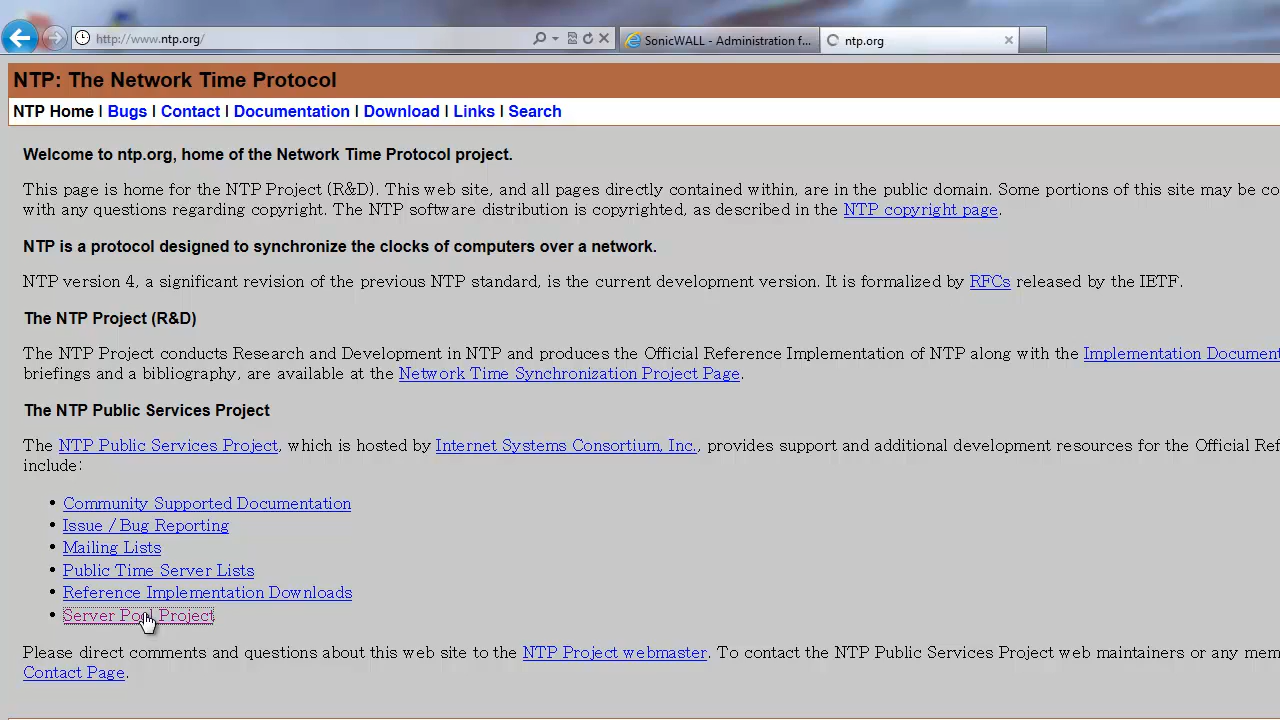 http://www.ntp.org/
SonicWALL - Administration f...
ntp.org
NTP: The Network Time Protocol
NTP Home | Bugs | Contact | Documentation | Download | Links | Search
Welcome to ntp.org, home of the Network Time Protocol project.
This page is home for the NTP Project (R&D). This web site, and all pages directly contained within, are in the public domain. Some portions of this site may be co
with any questions regarding copyright. The NTP software distribution is copyrighted, as described in the NTP copyright page.
NTP is a protocol designed to synchronize the clocks of computers over a network.
NTP version 4, a significant revision of the previous NTP standard, is the current development version. It is formalized by RFCs released by the IETF.
The NTP Project (R&D)
The NTP Project conducts Research and Development in NTP and produces the Official Reference Implementation of NTP along with the Implementation Document
briefings and a bibliography, are available at the Network Time Synchronization Project Page.
The NTP Public Services Project
The NTP Public Services Project, which is hosted by Internet Systems Consortium, Inc., provides support and additional development resources for the Official Ref
include:
• Community Supported Documentation
• Issue / Bug Reporting
• Mailing Lists
• Public Time Server Lists
• Reference Implementation Downloads
• Server Pool Project
Please direct comments and questions about this web site to the NTP Project webmaster. To contact the NTP Public Services Project web maintainers or any mem
Contact Page.